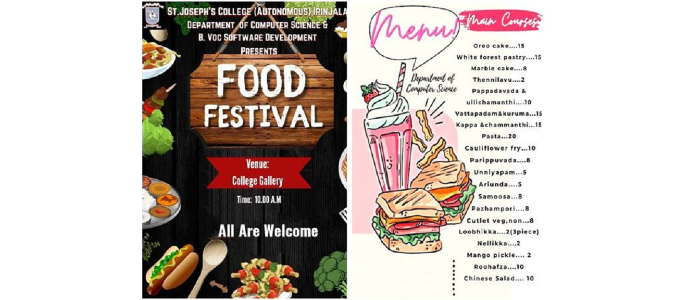 ST.JOSEPH'S COLLEGE (AUTONOMOUS) IRINJALA
DEPARTMENT OF COMPUTER SCIENCE &
B. VOC SOFTWARE DEVELOPMENT
PRESENTS
FOOD
FESTIVAL
Venue:
College Gallery
Time: 10.00 A.M
All Are Welcome
Menu!
Department of
Computer Science
Main Courses
Oreo cake....15
White forest pastry....15
Marble cake...8
Thennilavu....2
Pappadavada &
ullichamanthi....10
Vattapadam&kuruma...15
Kappa &chammanthi...15
Pasta...20
Cauliflower fry...10
Parippuvada...8
Unniyapam...5
Ariunda....5
Samoosa...8
Pazhampori....8
Cutlet veg,non...8
Loobhikka....2(3piece)
Nellikka....2
Mango pickle.... 2
Roohafza....10
Chinese Salad.... 10